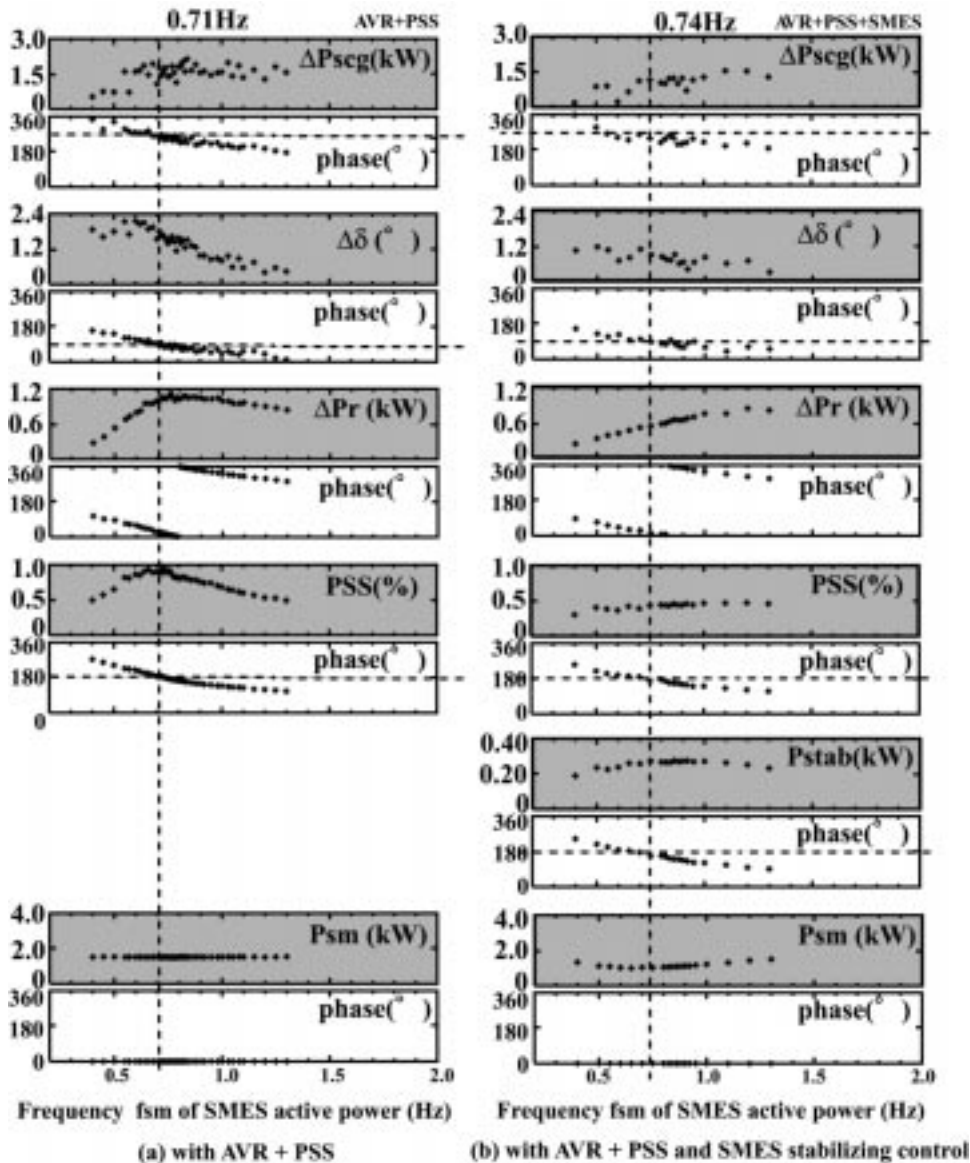 0.71Hz AVR+PSS
3.0
1.5
0
ΔPscg(kW)
360
180
0
phase(°)
2.4
1.2
0
Δδ (°)
360
180
0
phase(°)
1.2
0.6
0
ΔPr (kW)
360
180
0
phase(°)
1.0
0.5
0
PSS(%)
360
180
0
phase(°)
4.0
2.0
0
Psm (kW)
360
180
0
phase(°)
0.5 1.0 1.5 2.0
Frequency fsm of SMES active power (Hz)
(a) with AVR + PSS
0.74Hz AVR+PSS+SMES
3.0
1.5
0
ΔPscg(kW)
360
180
0
phase(°)
2.4
1.2
0
Δδ (°)
360
180
0
phase(°)
1.2
0.6
0
ΔPr (kW)
360
180
0
phase(°)
1.0
0.5
0
PSS(%)
360
180
0
phase(°)
0.40
0.20
0
Pstab(kW)
360
180
0
phase(°)
4.0
2.0
0
Psm (kW)
360
180
0
phase(°)
0.5 1.0 1.5 2.0
Frequency fsm of SMES active power (Hz)
(b) with AVR + PSS and SMES stabilizing control